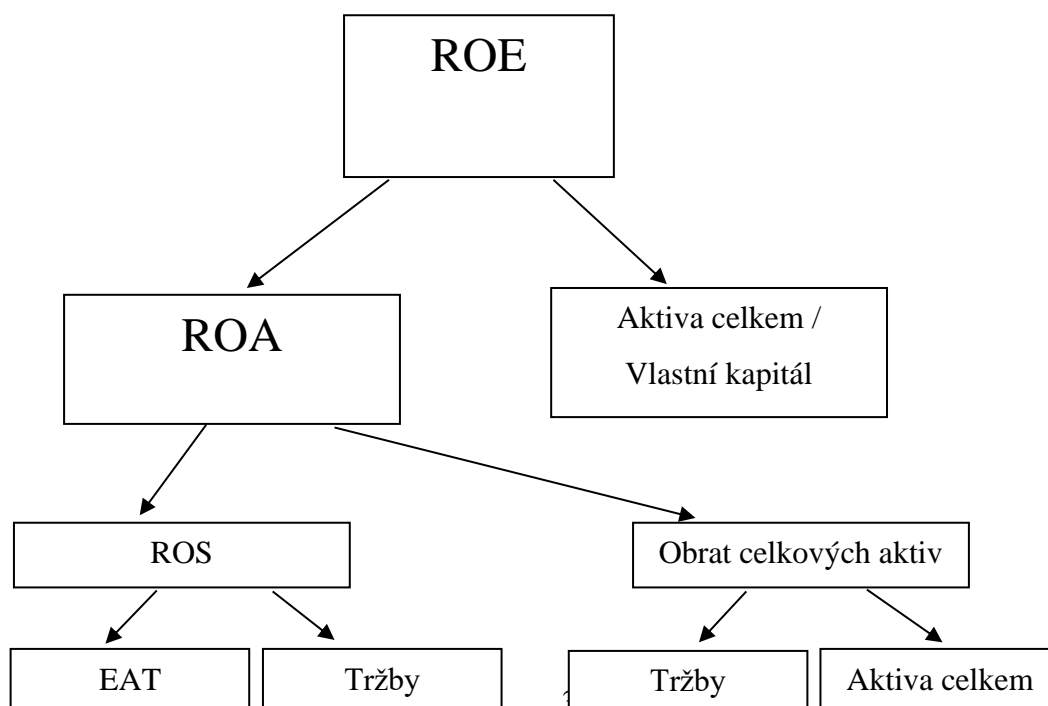 ROE
ROA
Aktiva celkem /
Vlastní kapitál
ROS
Obrat celkových aktiv
EAT
Tržby
Tržby
Aktiva celkem